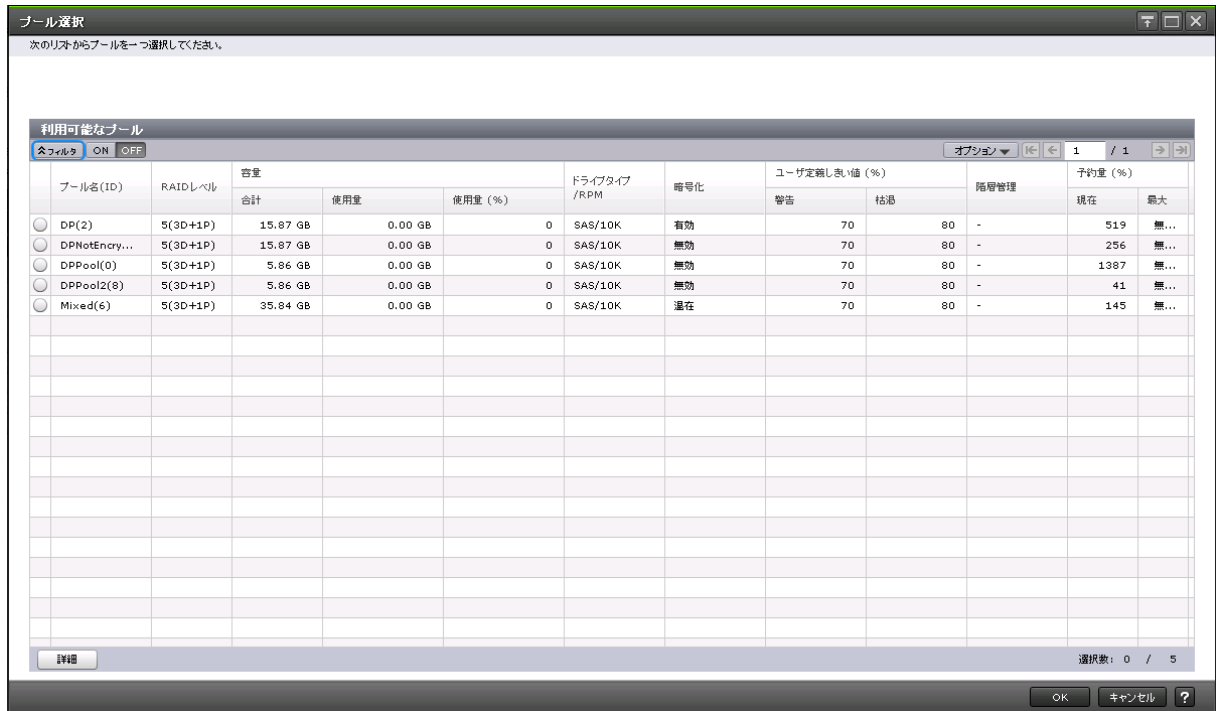 プール選択
次のリストからプールを一つ選択してください。
利用可能なプール
フィルタ ON OFF オプション 1 / 1
プール名(ID) RAIDレベル 容量 ドライブタイプ/RPM 暗号化 ユーザ定義しきい値 (%) 階層管理 予約量 (%)
合計 使用量 使用量 (%) 警告 枯渇 現在 最大
DP(2) 5(3D+1P) 15.87 GB 0.00 GB 0 SAS/10K 有効 70 80 - 519 無...
DPNotEncry... 5(3D+1P) 15.87 GB 0.00 GB 0 SAS/10K 無効 70 80 - 256 無...
DPPool(0) 5(3D+1P) 5.86 GB 0.00 GB 0 SAS/10K 無効 70 80 - 1387 無...
DPPool2(8) 5(3D+1P) 5.86 GB 0.00 GB 0 SAS/10K 無効 70 80 - 41 無...
Mixed(6) 5(3D+1P) 35.84 GB 0.00 GB 0 SAS/10K 混在 70 80 - 145 無...
詳細 選択数: 0 / 5
OK キャンセル ?